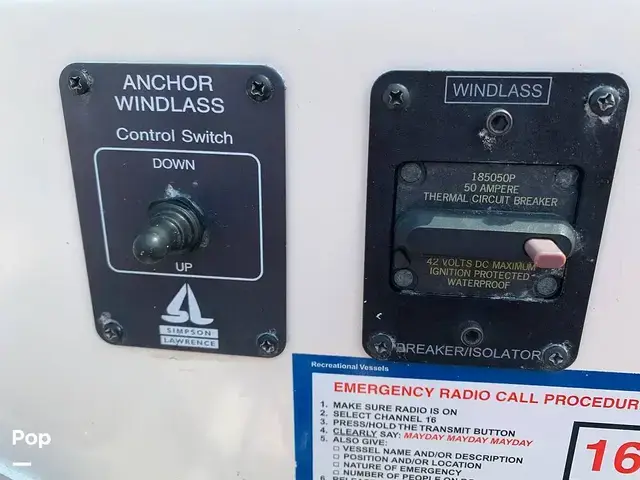 ANCHOR
WINDLASS
Control Switch
DOWN
UP
SIMPSON
LAWRENCE
WINDLASS
185050P
50 AMPERE
THERMAL CIRCUIT BREAKER
42 VOLTS DC MAXIMUM
IGNITION PROTECTED
WATERPROOF
BREAKER/ISOLATOR
Recreational Vessels
EMERGENCY RADIO CALL PROCEDUR
1. MAKE SURE RADIO IS ON
2. SELECT CHANNEL 16
3. PRESS/HOLD THE TRANSMIT BUTTON
4. CLEARLY SAY: MAYDAY MAYDAY MAYDAY
5. ALSO GIVE:
□ VESSEL NAME AND/OR DESCRIPTION
□ POSITION AND/OR LOCATION
□ NATURE OF EMERGENCY
□ NUMBER OF PEOPLE ON
16
Pop